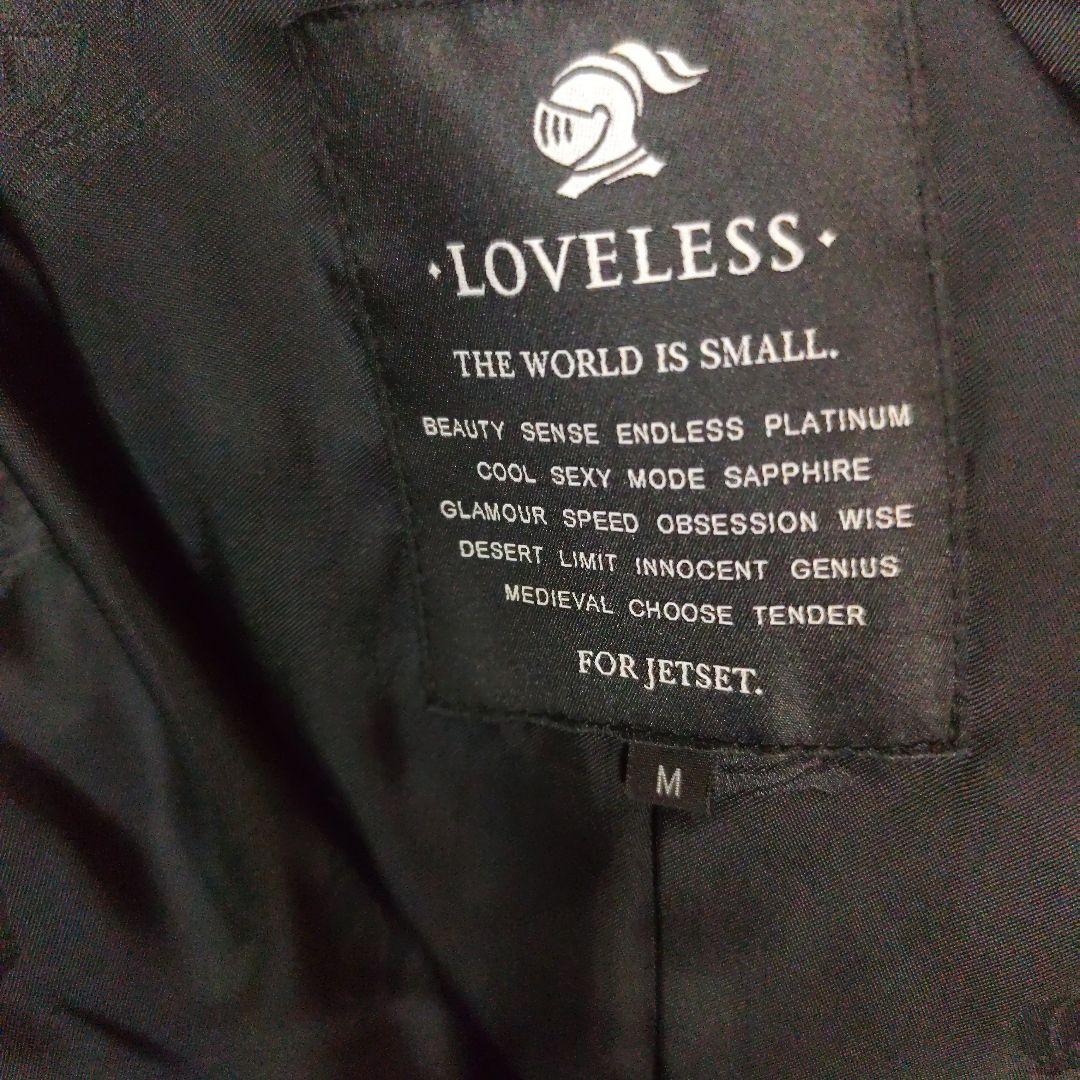 ·LOVELESS·
THE WORLD IS SMALL.
BEAUTY SENSE ENDLESS PLATINUM
COOL SEXY MODE SAPPHIRE
GLAMOUR SPEED OBSESSION WISE
DESERT LIMIT INNOCENT GENIUS
MEDIEVAL CHOOSE TENDER
FOR JETSET.
M